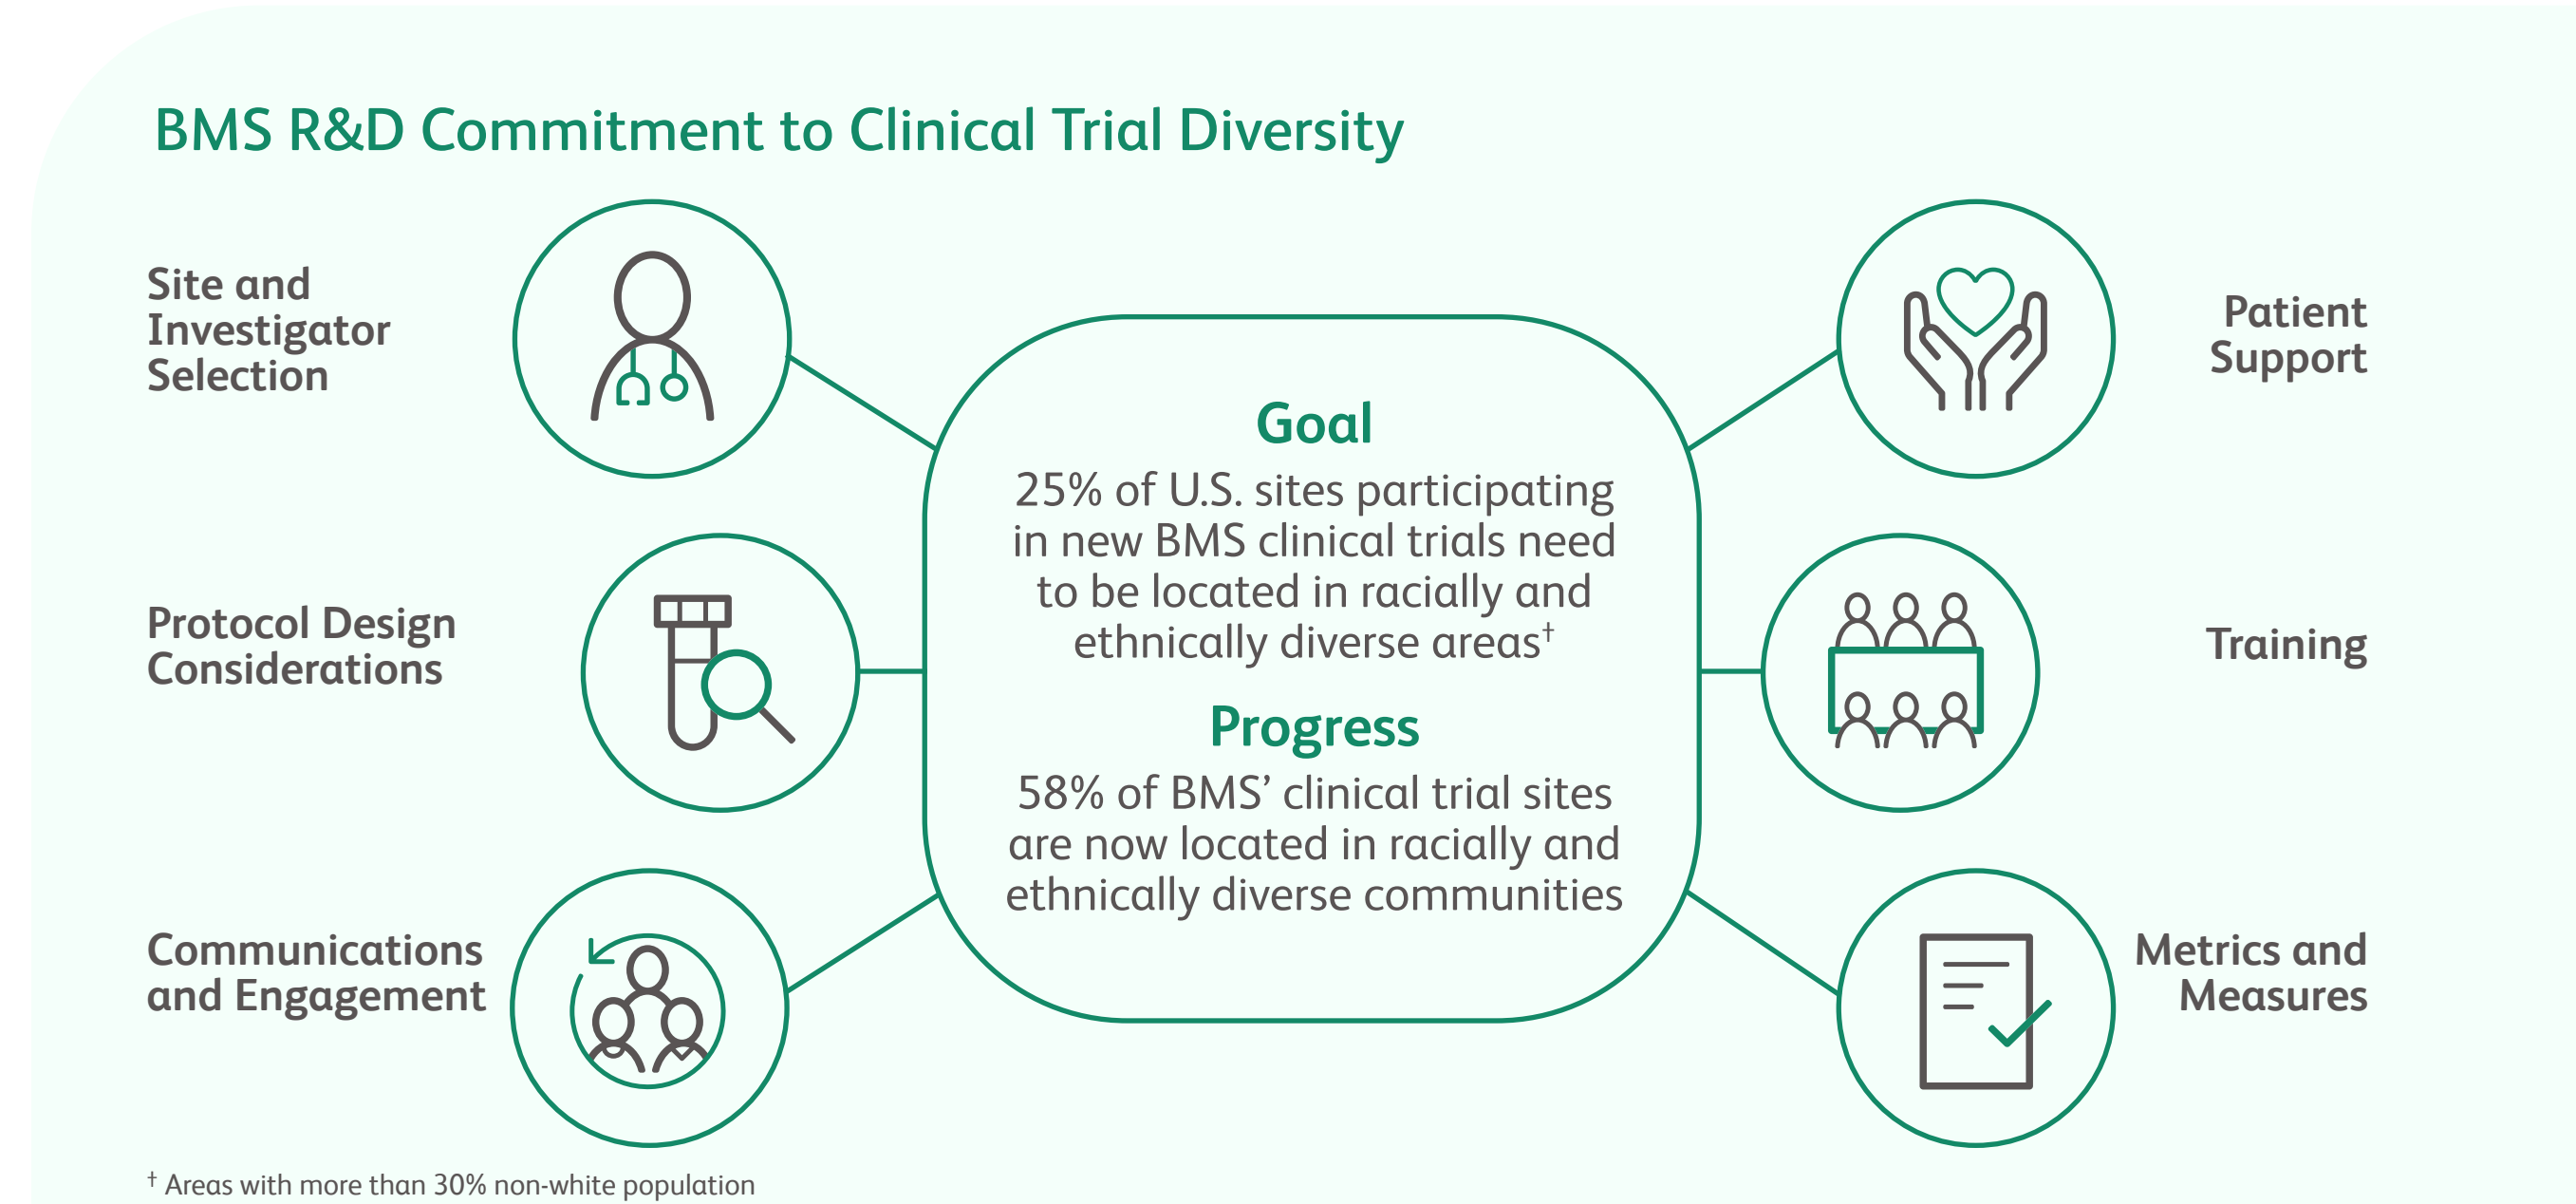 BMS R&D Commitment to Clinical Trial Diversity
Site and
Investigator
Selection
Protocol Design
Considerations
Communications
and Engagement
Goal
25% of U.S. sites participating
in new BMS clinical trials need
to be located in racially and
ethnically diverse areas†
Progress
58% of BMS’ clinical trial sites
are now located in racially and
ethnically diverse communities
Patient
Support
Training
Metrics and
Measures
† Areas with more than 30% non-white population